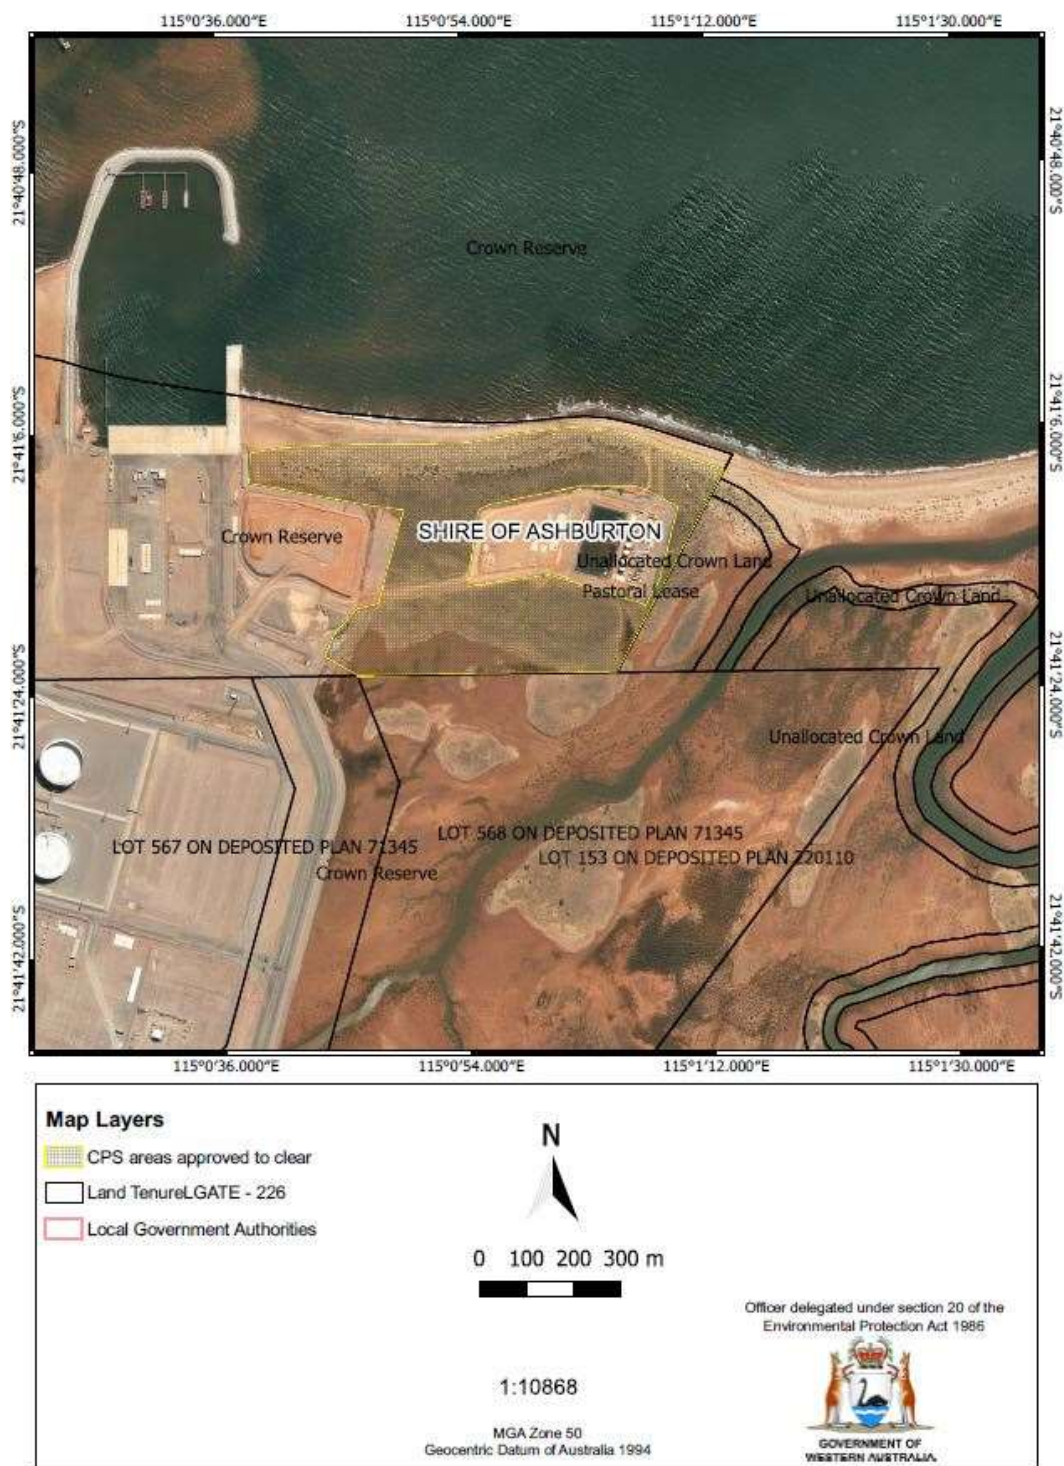 115°0'36.000"E
115°0'54.000"E
115°1'12.000"E
115°1'30.000"E
21°40'48.000"S
21°40'48.000"S
Crown Reserve
21°41'6.000"S
21°41'6.000"S
SHIRE OF ASHBURTON
Crown Reserve
Unallocated Crown Land
Pastoral Lease
Unallocated Crown Land
21°41'24.000"S
21°41'24.000"S
Unallocated Crown Land
LOT 568 ON DEPOSITED PLAN 71345
LOT 567 ON DEPOSITED PLAN 71345
LOT 153 ON DEPOSITED PLAN 220110
Crown Reserve
21°41'42.000"S
21°41'42.000"S
115°0'36.000"E
115°0'54.000"E
115°1'12.000"E
115°1'30.000"E
Map Layers
CPS areas approved to clear
Land TenureLGATE - 226
Local Government Authorities
N
0 100 200 300 m
1:10868
MGA Zone 50
Geocentric Datum of Australia 1994
Officer delegated under section 20 of the
Environmental Protection Act 1986
GOVERNMENT OF
WESTERN AUSTRALIA